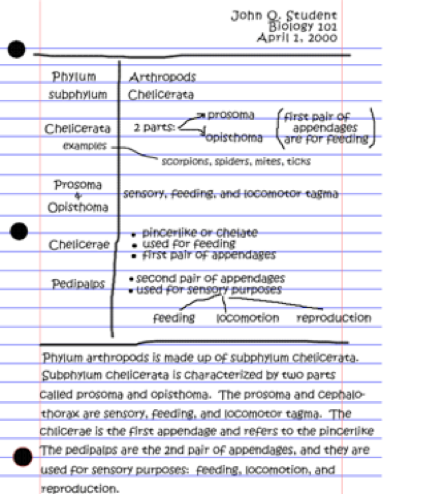 John Q. Student
Biology 101
April 1, 2000
Phylum Arthropods
subphylum Chelicerata
Chelicerata 2 parts: prosoma opisthoma (first pair of appendages are for feeding)
examples scorpions, spiders, mites, ticks
Prosoma + Opisthoma sensory, feeding, and locomotor tagma
Chelicerae • pincerlike or chelate
• used for feeding
• first pair of appendages
Pedipalps • second pair of appendages
• used for sensory purposes
feeding locomotion reproduction
Phylum arthropods is made up of subphylum chelicerata.
Subphylum chelicerata is characterized by two parts
called prosoma and opisthoma. The prosoma and cephalo-
thorax are sensory, feeding, and locomotor tagma. The
chilcerae is the first appendage and refers to the pincerlike
The pedipalps are the 2nd pair of appendages, and they are
used for sensory purposes: feeding, locomotion, and
reproduction.